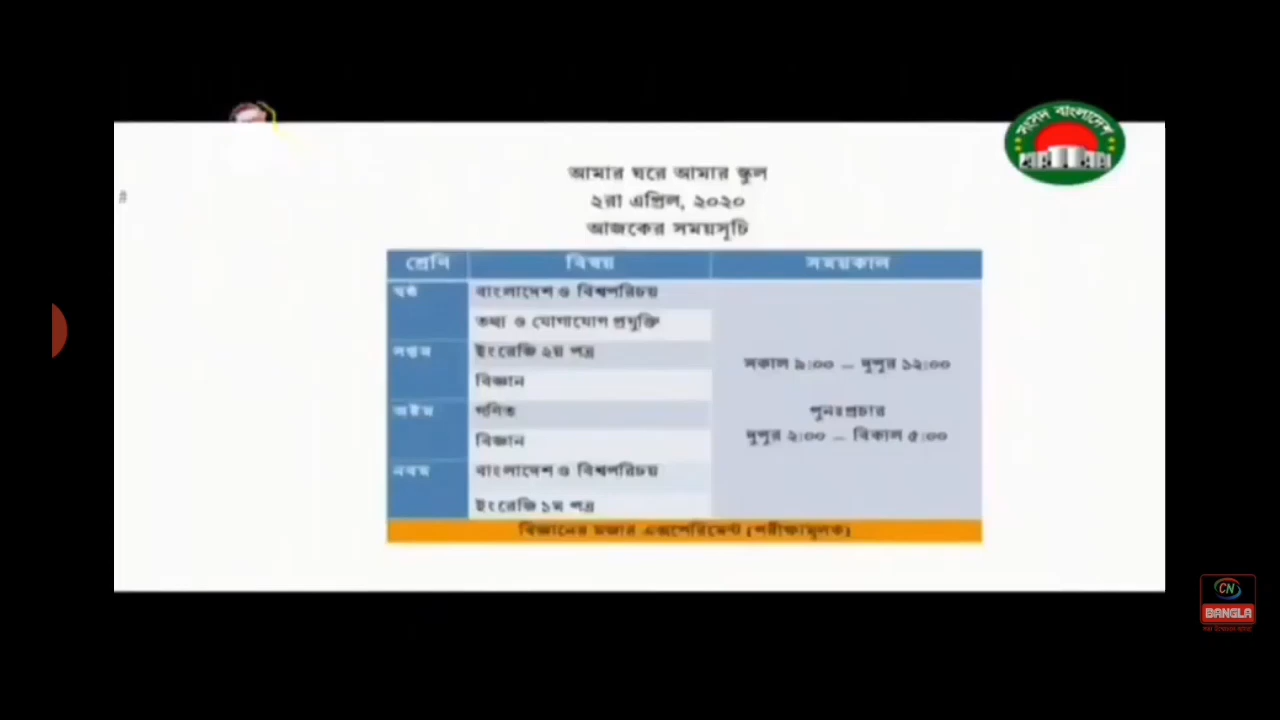 সংসদ বাংলাদেশ
#
আমার ঘরে আমার স্কুল
২রা এপ্রিল, ২০২০
আজকের সময়সূচি
শ্রেণি বিষয় সময়কাল
ষষ্ঠ বাংলাদেশ ও বিশ্বপরিচয়
তথ্য ও যোগাযোগ প্রযুক্তি
সপ্তম ইংরেজি ২য় পত্র
বিজ্ঞান
সকাল ৯:০০ – দুপুর ১২:০০
অষ্টম গণিত
পুনঃপ্রচার
বিজ্ঞান
দুপুর ২:০০ – বিকাল ৫:০০
নবম বাংলাদেশ ও বিশ্বপরিচয়
ইংরেজি ১ম পত্র
বিজ্ঞানের মজার এক্সপেরিমেন্ট (পরীক্ষামূলক)
CN
BANGLA